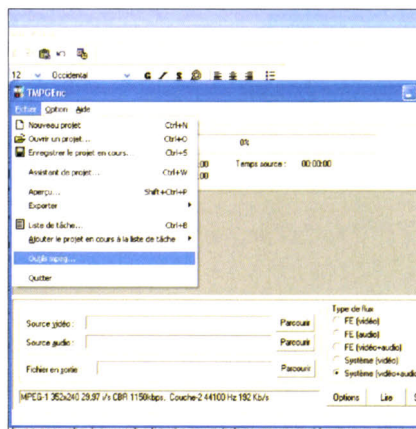 12 Occidental G I S
TMPGEnc
Fichier Option Aide
Nouveau projet Ctrl+N
Ouvrir un projet... Ctrl+O
Enregistrer le projet en cours... Ctrl+S
Assistant de projet... Ctrl+W
Aperçu... Shift+Ctrl+P
Exporter
Liste de tâche... Ctrl+B
Ajouter le projet en cours à la liste de tâche
Outils mpeg...
Quitter
0%
:00 Temps source : 00:00:00
:00
Source vidéo : Parcourir
Source audio : Parcourir
Fichier en sortie Parcourir
Type de flux
FE (vidéo)
FE (audio)
FE (vidéo+audio)
Système (vidéo)
Système (vidéo+audio
MPEG-1 352x240 29.97 i/s CBR 1150kbps, Couche-2 44100 Hz 192 Kb/s
Options Lire S